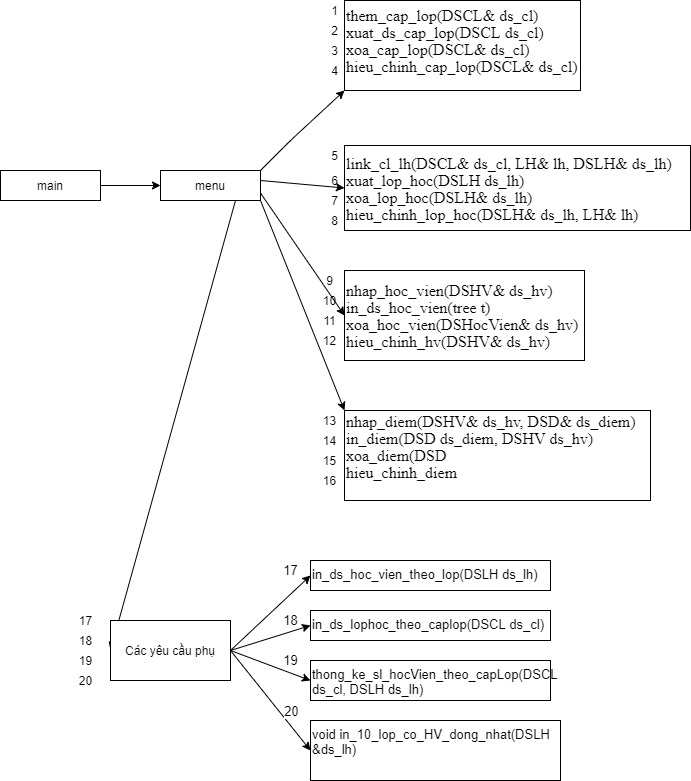 1 them_cap_lop(DSCL& ds_cl)
2 xuat_ds_cap_lop(DSCL ds_cl)
3 xoa_cap_lop(DSCL& ds_cl)
4 hieu_chinh_cap_lop(DSCL& ds_cl)
main
menu
5 link_cl_lh(DSCL& ds_cl, LH& lh, DSLH& ds_lh)
6 xuat_lop_hoc(DSLH ds_lh)
7 xoa_lop_hoc(DSLH& ds_lh)
8 hieu_chinh_lop_hoc(DSLH& ds_lh, LH& lh)
9 nhap_hoc_vien(DSHV& ds_hv)
10 in_ds_hoc_vien(tree t)
11 xoa_hoc_vien(DSHocVien& ds_hv)
12 hieu_chinh_hv(DSHV& ds_hv)
13 nhap_diem(DSHV& ds_hv, DSD& ds_diem)
14 in_diem(DSD ds_diem, DSHV ds_hv)
15 xoa_diem(DSD
16 hieu_chinh_diem
17
18
19
20
Các yêu cầu phụ
17 in_ds_hoc_vien_theo_lop(DSLH ds_lh)
18 in_ds_lophoc_theo_caplop(DSCL ds_cl)
19 thong_ke_sl_hocVien_theo_capLop(DSCL
ds_cl, DSLH ds_lh)
20 void in_10_lop_co_HV_dong_nhat(DSLH
&ds_lh)